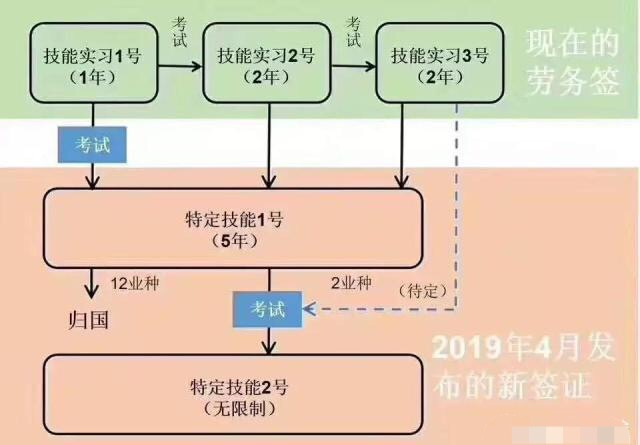 技能实习1号
（1年）
考试
技能实习2号
（2年）
考试
技能实习3号
（2年）
现在的
劳务签
考试
特定技能1号
（5年）
12业种
2业种
（待定）
归国
考试
2019年4月发
布的新签证
特定技能2号
（无限制）